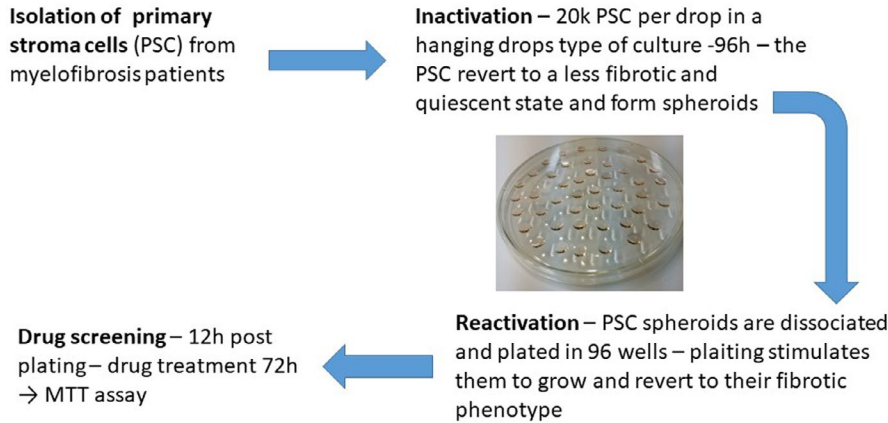 Isolation of primary
stroma cells (PSC) from
myelofibrosis patients
Inactivation – 20k PSC per drop in a
hanging drops type of culture -96h – the
PSC revert to a less fibrotic and
quiescent state and form spheroids
Reactivation – PSC spheroids are dissociated
and plated in 96 wells – plaiting stimulates
them to grow and revert to their fibrotic
phenotype
Drug screening – 12h post
plating – drug treatment 72h
→ MTT assay